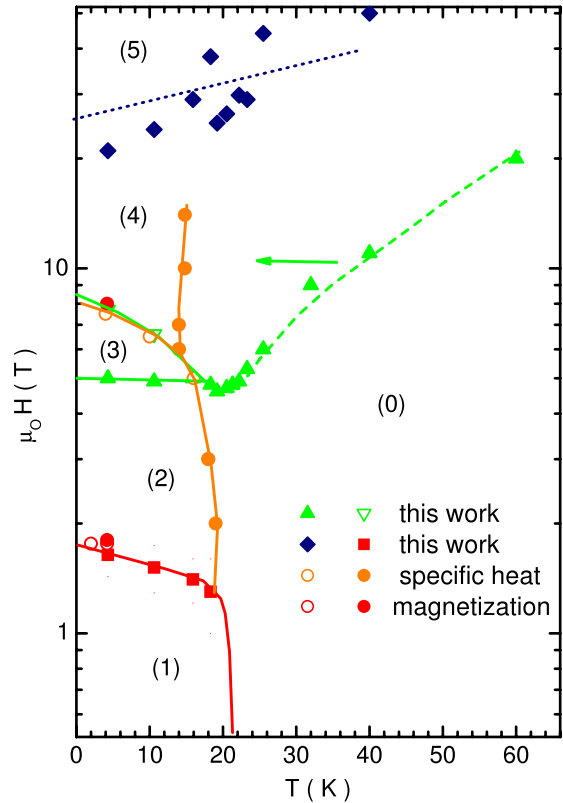 (5)
(4)
10
(3)
μ₀H (T)
(0)
(2)
this work
this work
specific heat
magnetization
1
(1)
0 10 20 30 40 50 60
T ( K )